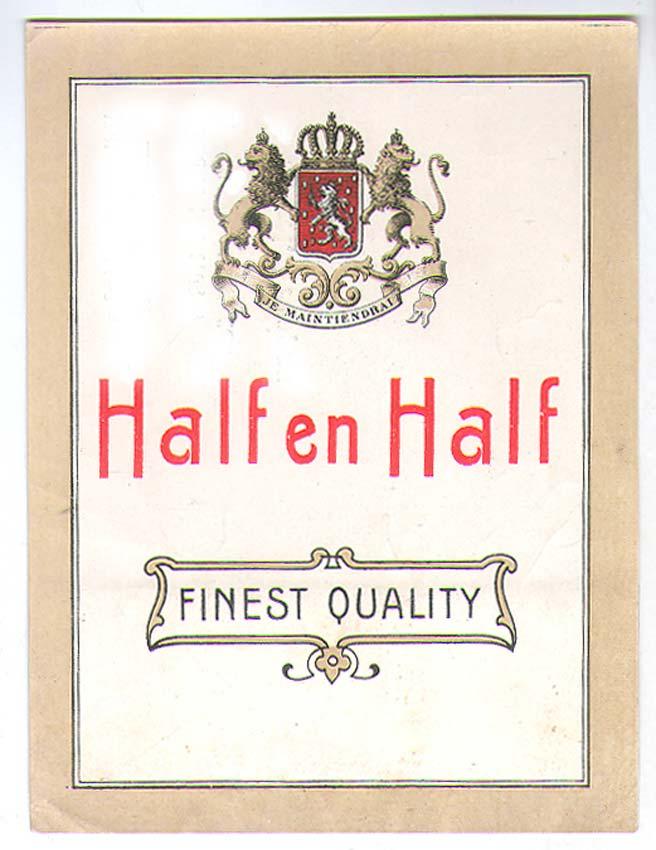 JE MAINTIENDRAI
Half en Half
FINEST QUALITY